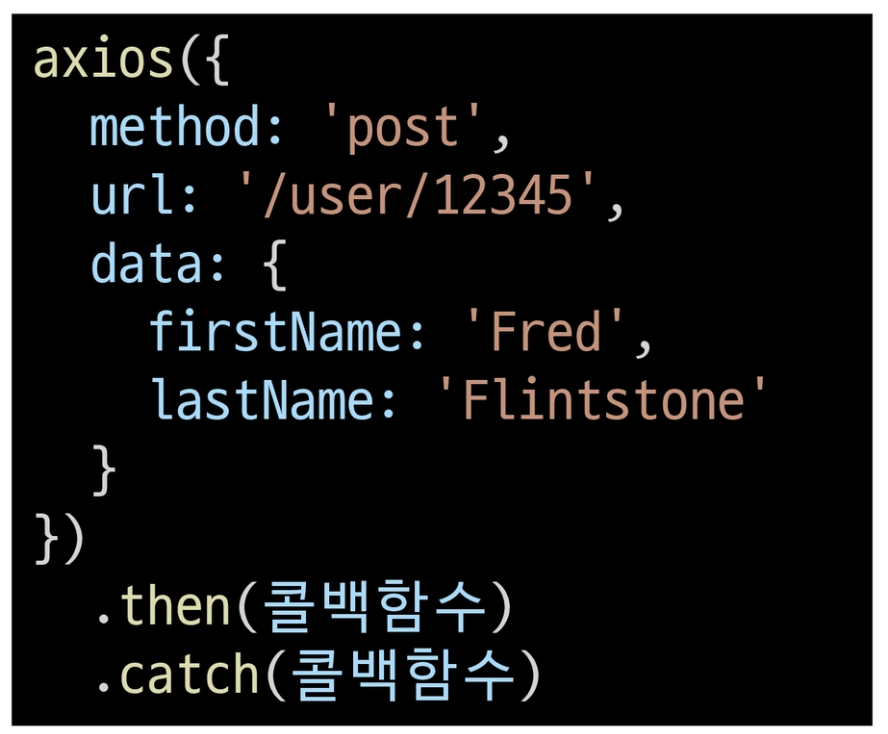 axios({
  method: 'post',
  url: '/user/12345',
  data: {
    firstName: 'Fred',
    lastName: 'Flintstone'
  }
})
  .then(콜백함수)
  .catch(콜백함수)